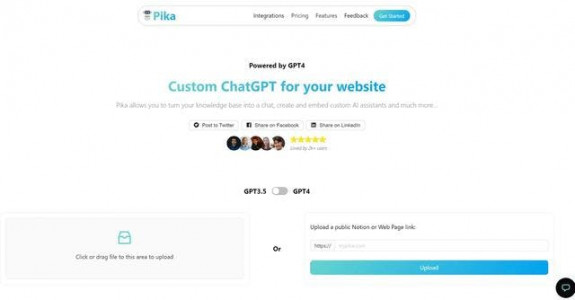 Pika
Integrations Pricing Features Feedback Get Started
Powered by GPT4
Custom ChatGPT for your website
Pika allows you to turn your knowledge base into a chat, create and embed custom AI assistants and much more...
Post to Twitter Share on Facebook Share on LinkedIn
Loved by 2k+ users
GPT3.5 GPT4
Click or drag file to this area to upload
Or
Upload a public Notion or Web Page link:
https://
Upload